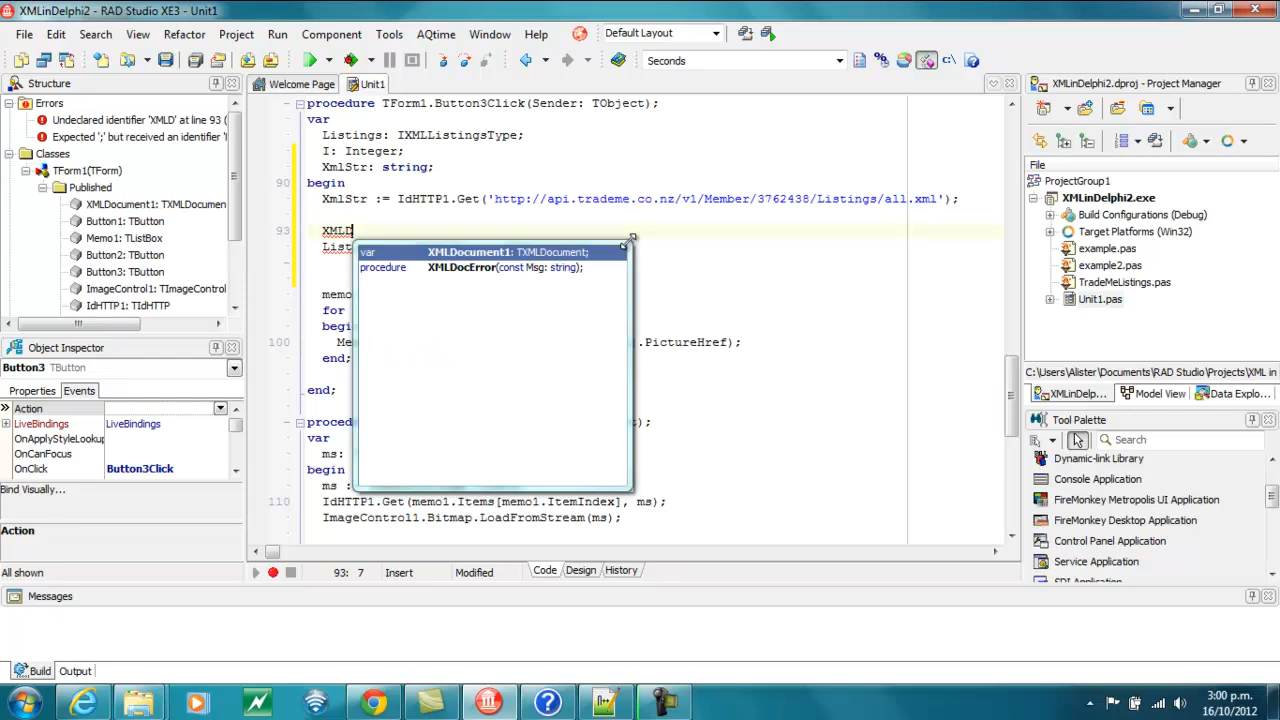 XMLinDelphi2 - RAD Studio XE3 - Unit1
File Edit Search View Refactor Project Run Component Tools AQtime Window Help Default Layout
Seconds
Structure
Errors
Undeclared identifier 'XMLD' at line 93 (
Expected ';' but received an identifier '
Classes
TForm1(TForm)
Published
XMLDocument1: TXMLDocum
Button1: TButton
Memo1: TListBox
Button2: TButton
Button3: TButton
ImageControl1: TImageControl
IdHTTP1: TIdHTTP
Object Inspector
Button3 TButton
Properties Events
Action
LiveBindings LiveBindings
OnApplyStyleLookup
OnCanFocus
OnClick Button3Click
Bind Visually...
Action
All shown
Welcome Page Unit1
procedure TForm1.Button3Click(Sender: TObject);
var
Listings: IXMLListingsType;
I: Integer;
XmlStr: string;
90 begin
XmlStr := IdHTTP1.Get('http://api.trademe.co.nz/v1/Member/3762438/Listings/all.xml');
93 XMLD
List
var XMLDocument1: TXMLDocument;
procedure XMLDocError(const Msg: string);
memo
for
begin
100 Me .PictureHref);
end;
end;
proced s);
var
ms:
begin
ms :
110 IdHTTP1.Get(memo1.Items[memo1.ItemIndex], ms);
ImageControl1.Bitmap.LoadFromStream(ms);
93: 7 Insert Modified Code Design History
XMLinDelphi2.dproj - Project Manager
File
ProjectGroup1
XMLinDelphi2.exe
Build Configurations (Debug)
Target Platforms (Win32)
example.pas
example2.pas
TradeMeListings.pas
Unit1.pas
C:\Users\Alister\Documents\RAD Studio\Projects\XML in
XMLinDelp... Model View Data Explo...
Tool Palette
Search
Dynamic-link Library
Console Application
FireMonkey Metropolis UI Application
FireMonkey Desktop Application
Control Panel Application
Service Application
SDI Application
Messages
Build Output
3:00 p.m.
16/10/2012